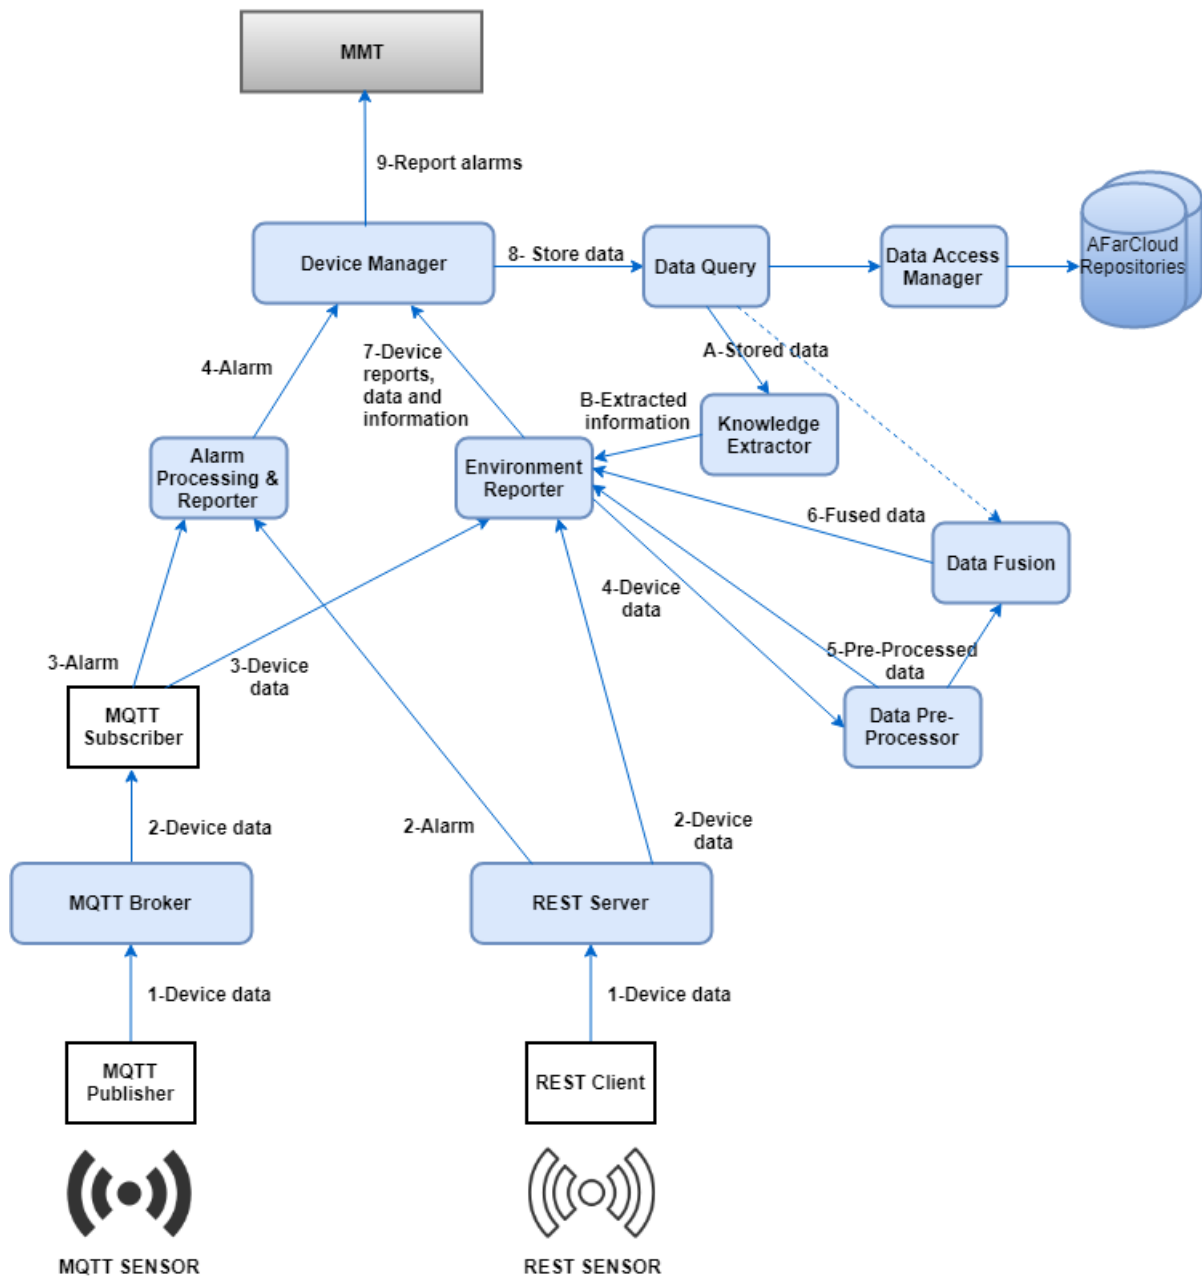 MMT
9-Report alarms
Device Manager
8- Store data
Data Query
Data Access
Manager
AFarCloud
Repositories
4-Alarm
7-Device
reports,
data and
information
A-Stored data
B-Extracted
information
Knowledge
Extractor
Alarm
Processing &
Reporter
Environment
Reporter
6-Fused data
Data Fusion
4-Device
data
5-Pre-Processed
data
3-Alarm
3-Device
data
MQTT
Subscriber
Data Pre-
Processor
2-Device data
2-Alarm
2-Device
data
MQTT Broker
REST Server
1-Device data
1-Device data
MQTT
Publisher
REST Client
MQTT SENSOR
REST SENSOR